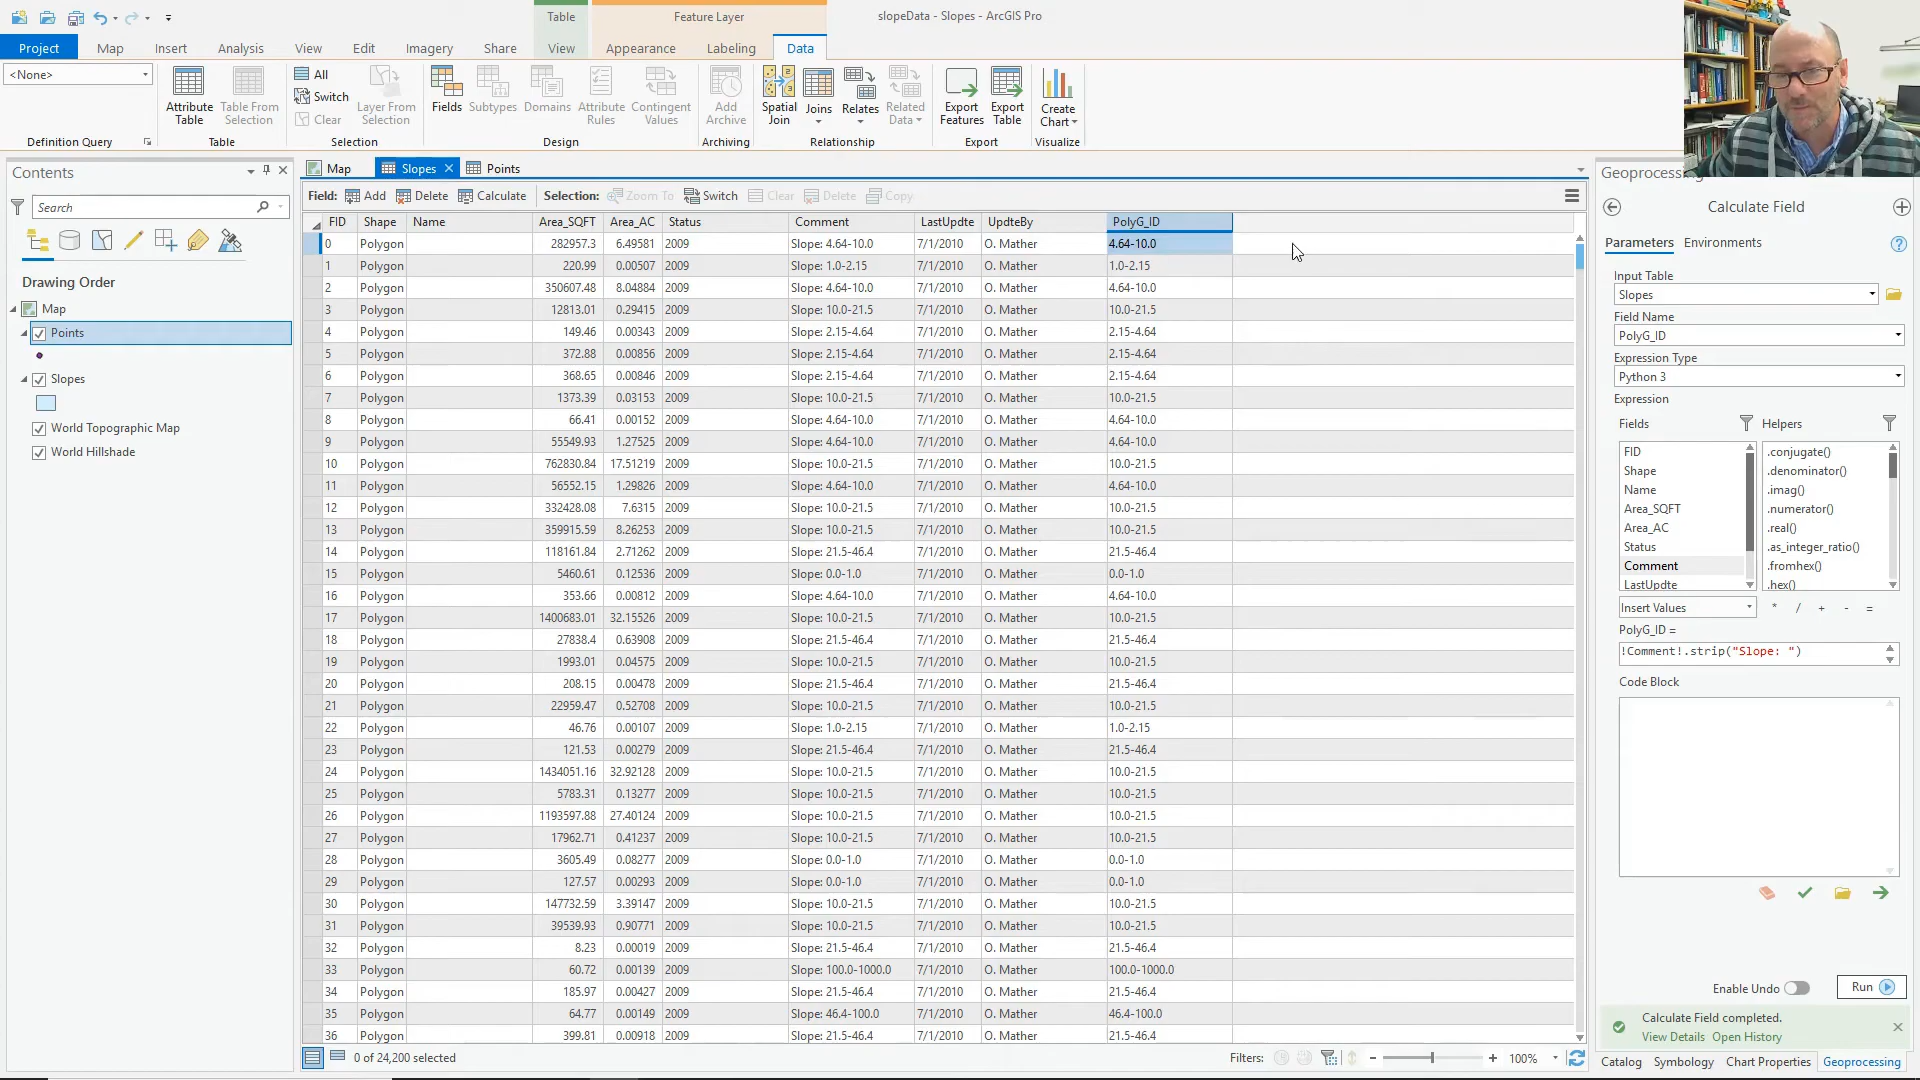 Table
Feature Layer
slopeData - Slopes - ArcGIS Pro
Project
Map
Insert
Analysis
View
Edit
Imagery
Share
View
Appearance
Labeling
Data
<None>
Definition Query
Attribute Table
Table From Selection
Table
All
Switch
Clear
Layer From Selection
Selection
Fields
Subtypes
Domains
Attribute Rules
Contingent Values
Design
Add Archive
Archiving
Spatial Join
Joins
Relates
Related Data
Relationship
Export Features
Export Table
Export
Create Chart
Visualize
Contents
Search
Drawing Order
Map
Points
Slopes
World Topographic Map
World Hillshade
Map
Slopes
Points
Field: Add Delete Calculate Selection: Zoom To Switch Clear Delete Copy
FID Shape Name Area_SQFT Area_AC Status Comment LastUpdte UpdteBy PolyG_ID
0 Polygon 282957.3 6.49581 2009 Slope: 4.64-10.0 7/1/2010 O. Mather 4.64-10.0
1 Polygon 220.99 0.00507 2009 Slope: 1.0-2.15 7/1/2010 O. Mather 1.0-2.15
2 Polygon 350607.48 8.04884 2009 Slope: 4.64-10.0 7/1/2010 O. Mather 4.64-10.0
3 Polygon 12813.01 0.29415 2009 Slope: 10.0-21.5 7/1/2010 O. Mather 10.0-21.5
4 Polygon 149.46 0.00343 2009 Slope: 2.15-4.64 7/1/2010 O. Mather 2.15-4.64
5 Polygon 372.88 0.00856 2009 Slope: 2.15-4.64 7/1/2010 O. Mather 2.15-4.64
6 Polygon 368.65 0.00846 2009 Slope: 2.15-4.64 7/1/2010 O. Mather 2.15-4.64
7 Polygon 1373.39 0.03153 2009 Slope: 10.0-21.5 7/1/2010 O. Mather 10.0-21.5
8 Polygon 66.41 0.00152 2009 Slope: 4.64-10.0 7/1/2010 O. Mather 4.64-10.0
9 Polygon 55549.93 1.27525 2009 Slope: 4.64-10.0 7/1/2010 O. Mather 4.64-10.0
10 Polygon 762830.84 17.51219 2009 Slope: 10.0-21.5 7/1/2010 O. Mather 10.0-21.5
11 Polygon 56552.15 1.29826 2009 Slope: 4.64-10.0 7/1/2010 O. Mather 4.64-10.0
12 Polygon 332428.08 7.6315 2009 Slope: 10.0-21.5 7/1/2010 O. Mather 10.0-21.5
13 Polygon 359915.59 8.26253 2009 Slope: 10.0-21.5 7/1/2010 O. Mather 10.0-21.5
14 Polygon 118161.84 2.71262 2009 Slope: 21.5-46.4 7/1/2010 O. Mather 21.5-46.4
15 Polygon 5460.61 0.12536 2009 Slope: 0.0-1.0 7/1/2010 O. Mather 0.0-1.0
16 Polygon 353.66 0.00812 2009 Slope: 4.64-10.0 7/1/2010 O. Mather 4.64-10.0
17 Polygon 1400683.01 32.15526 2009 Slope: 10.0-21.5 7/1/2010 O. Mather 10.0-21.5
18 Polygon 27838.4 0.63908 2009 Slope: 21.5-46.4 7/1/2010 O. Mather 21.5-46.4
19 Polygon 1993.01 0.04575 2009 Slope: 10.0-21.5 7/1/2010 O. Mather 10.0-21.5
20 Polygon 208.15 0.00478 2009 Slope: 21.5-46.4 7/1/2010 O. Mather 21.5-46.4
21 Polygon 22959.47 0.52708 2009 Slope: 10.0-21.5 7/1/2010 O. Mather 10.0-21.5
22 Polygon 46.76 0.00107 2009 Slope: 1.0-2.15 7/1/2010 O. Mather 1.0-2.15
23 Polygon 121.53 0.00279 2009 Slope: 21.5-46.4 7/1/2010 O. Mather 21.5-46.4
24 Polygon 1434051.16 32.92128 2009 Slope: 10.0-21.5 7/1/2010 O. Mather 10.0-21.5
25 Polygon 5783.31 0.13277 2009 Slope: 10.0-21.5 7/1/2010 O. Mather 10.0-21.5
26 Polygon 1193597.88 27.40124 2009 Slope: 10.0-21.5 7/1/2010 O. Mather 10.0-21.5
27 Polygon 17962.71 0.41237 2009 Slope: 10.0-21.5 7/1/2010 O. Mather 10.0-21.5
28 Polygon 3605.49 0.08277 2009 Slope: 0.0-1.0 7/1/2010 O. Mather 0.0-1.0
29 Polygon 127.57 0.00293 2009 Slope: 0.0-1.0 7/1/2010 O. Mather 0.0-1.0
30 Polygon 147732.59 3.39147 2009 Slope: 10.0-21.5 7/1/2010 O. Mather 10.0-21.5
31 Polygon 39539.93 0.90771 2009 Slope: 10.0-21.5 7/1/2010 O. Mather 10.0-21.5
32 Polygon 8.23 0.00019 2009 Slope: 21.5-46.4 7/1/2010 O. Mather 21.5-46.4
33 Polygon 60.72 0.00139 2009 Slope: 100.0-1000.0 7/1/2010 O. Mather 100.0-1000.0
34 Polygon 185.97 0.00427 2009 Slope: 21.5-46.4 7/1/2010 O. Mather 21.5-46.4
35 Polygon 64.77 0.00149 2009 Slope: 46.4-100.0 7/1/2010 O. Mather 46.4-100.0
36 Polygon 399.81 0.00918 2009 Slope: 21.5-46.4 7/1/2010 O. Mather 21.5-46.4
0 of 24,200 selected
Filters:
- + 100%
Geoprocessing
Calculate Field
Parameters Environments
Input Table
Slopes
Field Name
PolyG_ID
Expression Type
Python 3
Expression
Fields
Helpers
FID
Shape
Name
Area_SQFT
Area_AC
Status
Comment
LastUpdte
.conjugate()
.denominator()
.imag()
.numerator()
.real()
.as_integer_ratio()
.fromhex()
.hex()
Insert Values
* / + - =
PolyG_ID =
!Comment!.strip("Slope: ")
Code Block
Enable Undo
Run
Calculate Field completed.
View Details Open History
Catalog Symbology Chart Properties Geoprocessing